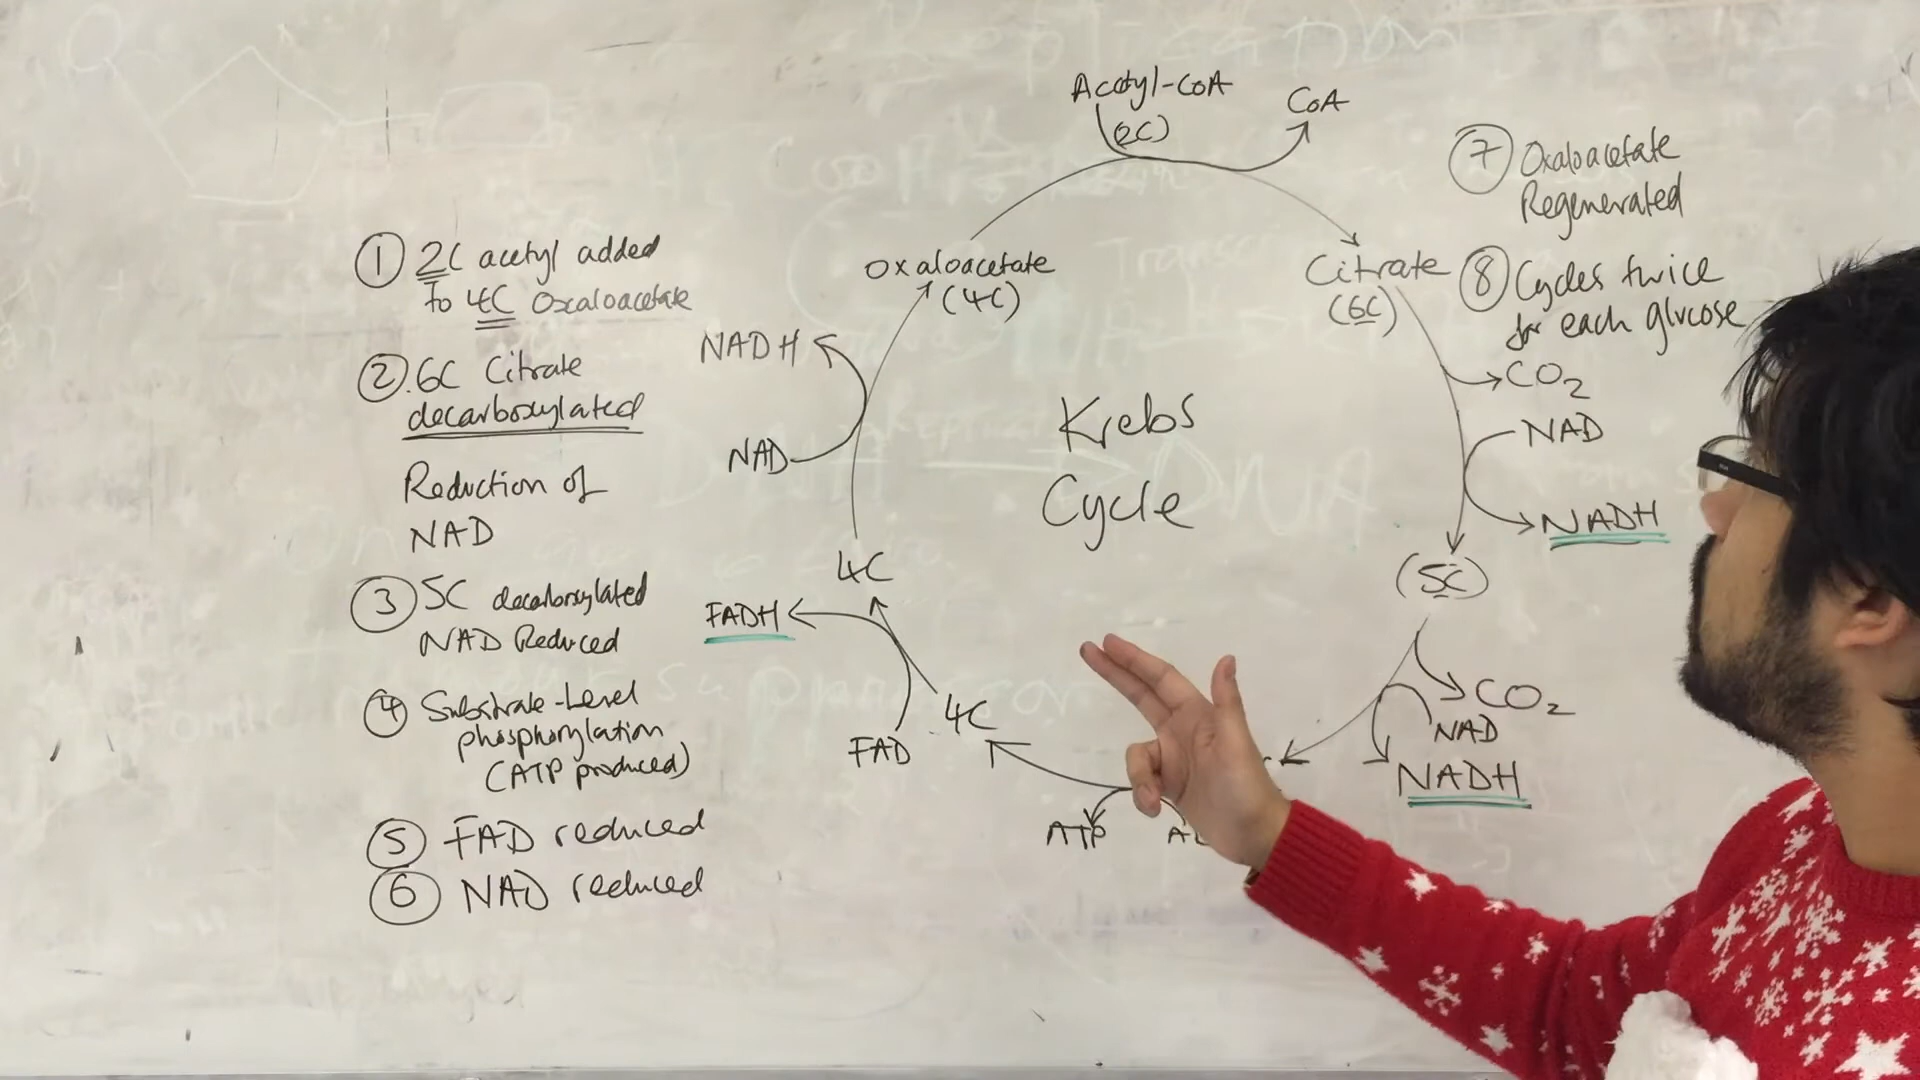 ① 2C acetyl added
to 4C Oxaloacetate
② 6C Citrate
decarboxylated
Reduction of
NAD
③ 5C decarboxylated
NAD Reduced
④ Substrate-Level
phosphorylation
(ATP produced)
⑤ FAD reduced
⑥ NAD reduced
Acetyl-CoA
(2C)
CoA
Oxaloacetate
(4C)
Citrate
(6C)
NADH
NAD
Krebs
Cycle
CO2
NAD
NADH
4C
(5C)
FADH
FAD
4C
CO2
NAD
NADH
ATP
⑦ Oxaloacetate
Regenerated
⑧ Cycles twice
for each glucose